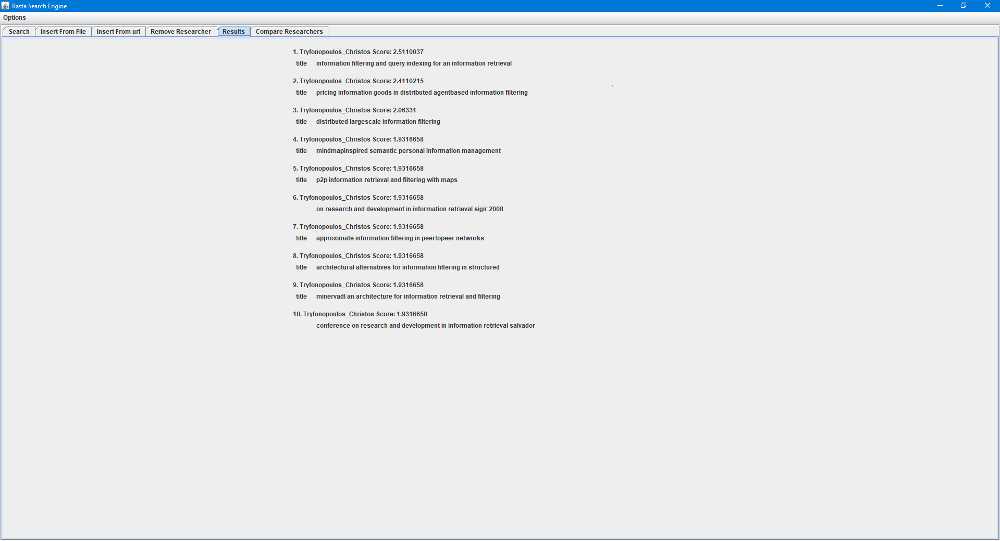 Rasta Search Engine
Options
Search Insert From File Insert From url Remove Researcher Results Compare Researchers
1. Tryfonopoulos_Christos Score: 2.5110037
title information filtering and query indexing for an information retrieval
2. Tryfonopoulos_Christos Score: 2.4110215
title pricing information goods in distributed agentbased information filtering
3. Tryfonopoulos_Christos Score: 2.06331
title distributed largescale information filtering
4. Tryfonopoulos_Christos Score: 1.9316658
title mindmapinspired semantic personal information management
5. Tryfonopoulos_Christos Score: 1.9316658
title p2p information retrieval and filtering with maps
6. Tryfonopoulos_Christos Score: 1.9316658
on research and development in information retrieval sigir 2008
7. Tryfonopoulos_Christos Score: 1.9316658
title approximate information filtering in peertopeer networks
8. Tryfonopoulos_Christos Score: 1.9316658
title architectural alternatives for information filtering in structured
9. Tryfonopoulos_Christos Score: 1.9316658
title minervadl an architecture for information retrieval and filtering
10. Tryfonopoulos_Christos Score: 1.9316658
conference on research and development in information retrieval salvador